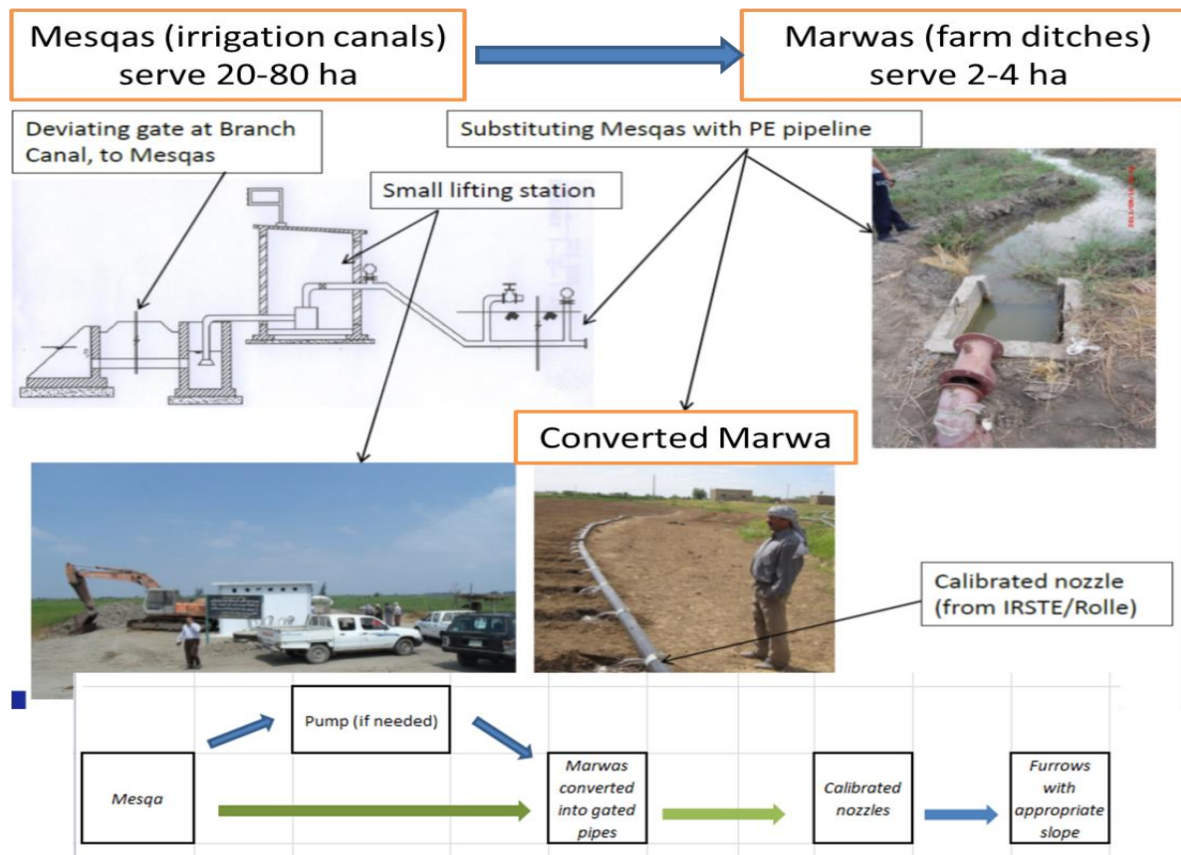 Mesqas (irrigation canals)
serve 20-80 ha
Marwas (farm ditches)
serve 2-4 ha
Deviating gate at Branch
Canal, to Mesqas
Substituting Mesqas with PE pipeline
Small lifting station
Converted Marwa
Calibrated nozzle
(from IRSTE/Rolle)
Pump (if needed)
Mesqa
Marwas
converted
into gated
pipes
Calibrated
nozzles
Furrows
with
appropriate
slope